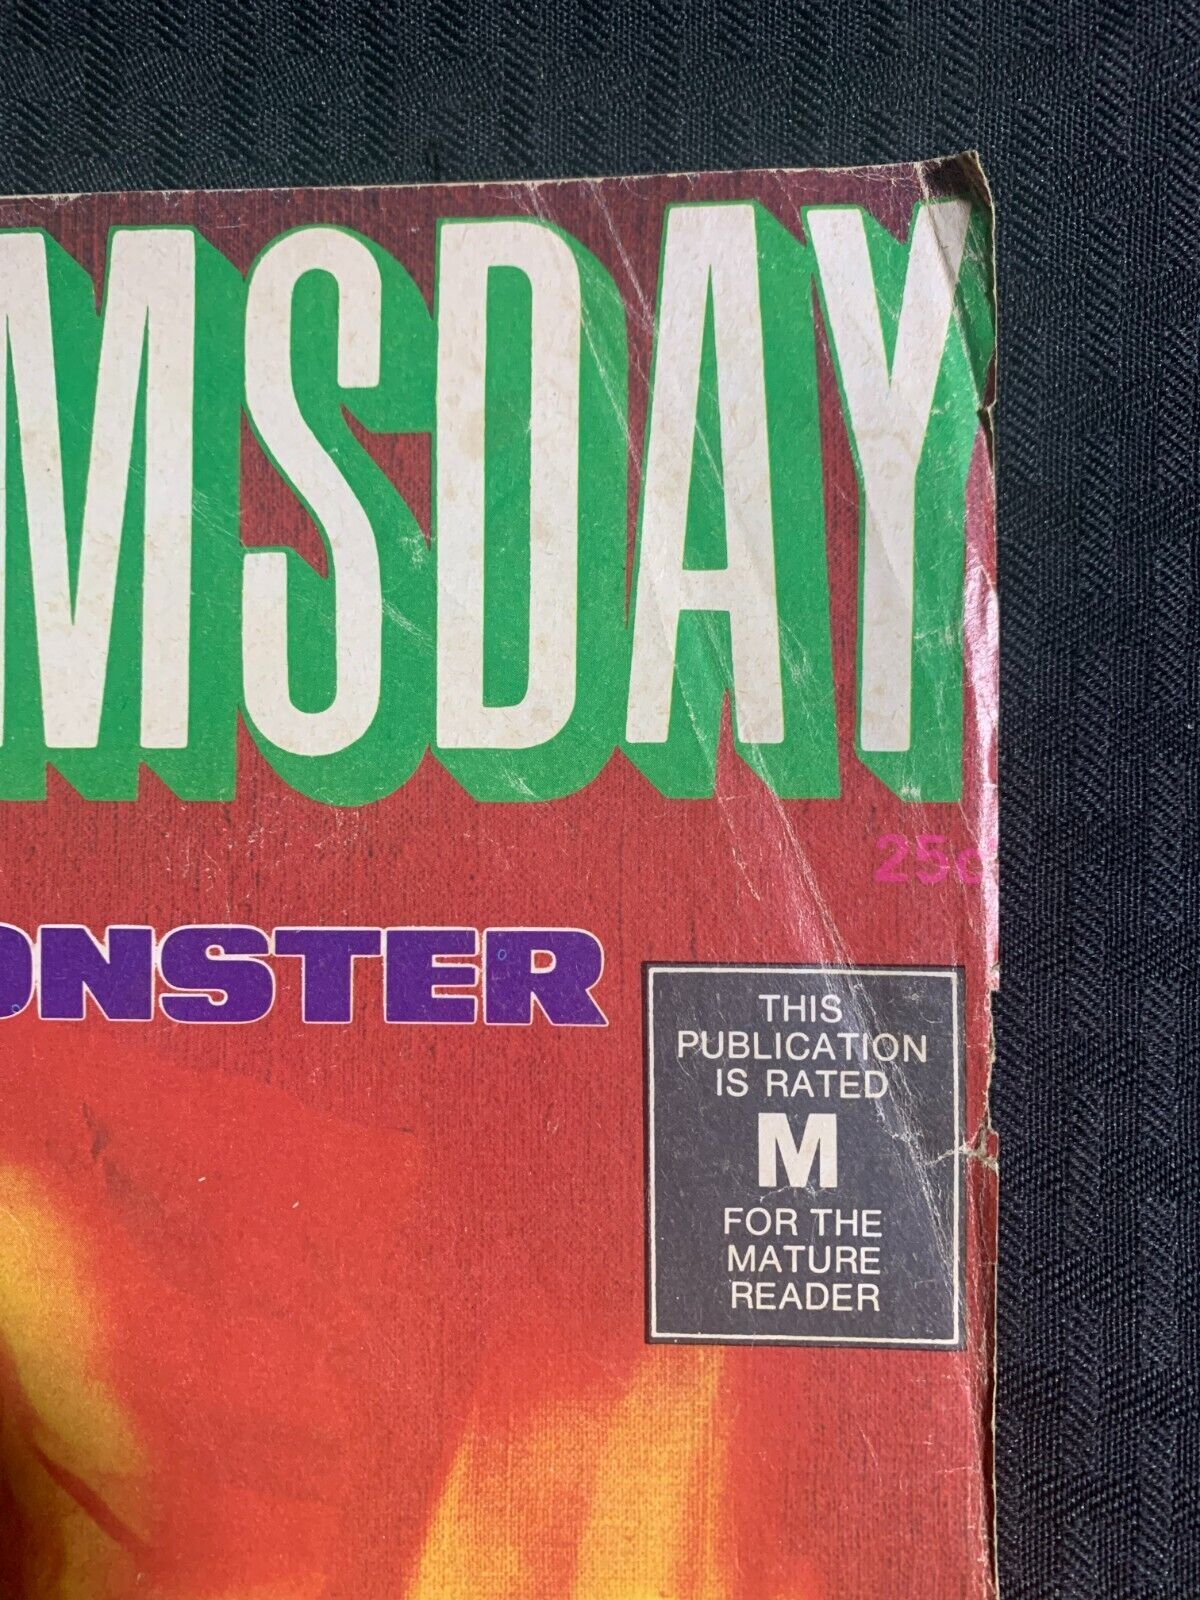 MSDAY
25c
ONSTER
THIS
PUBLICATION
IS RATED
M
FOR THE
MATURE
READER